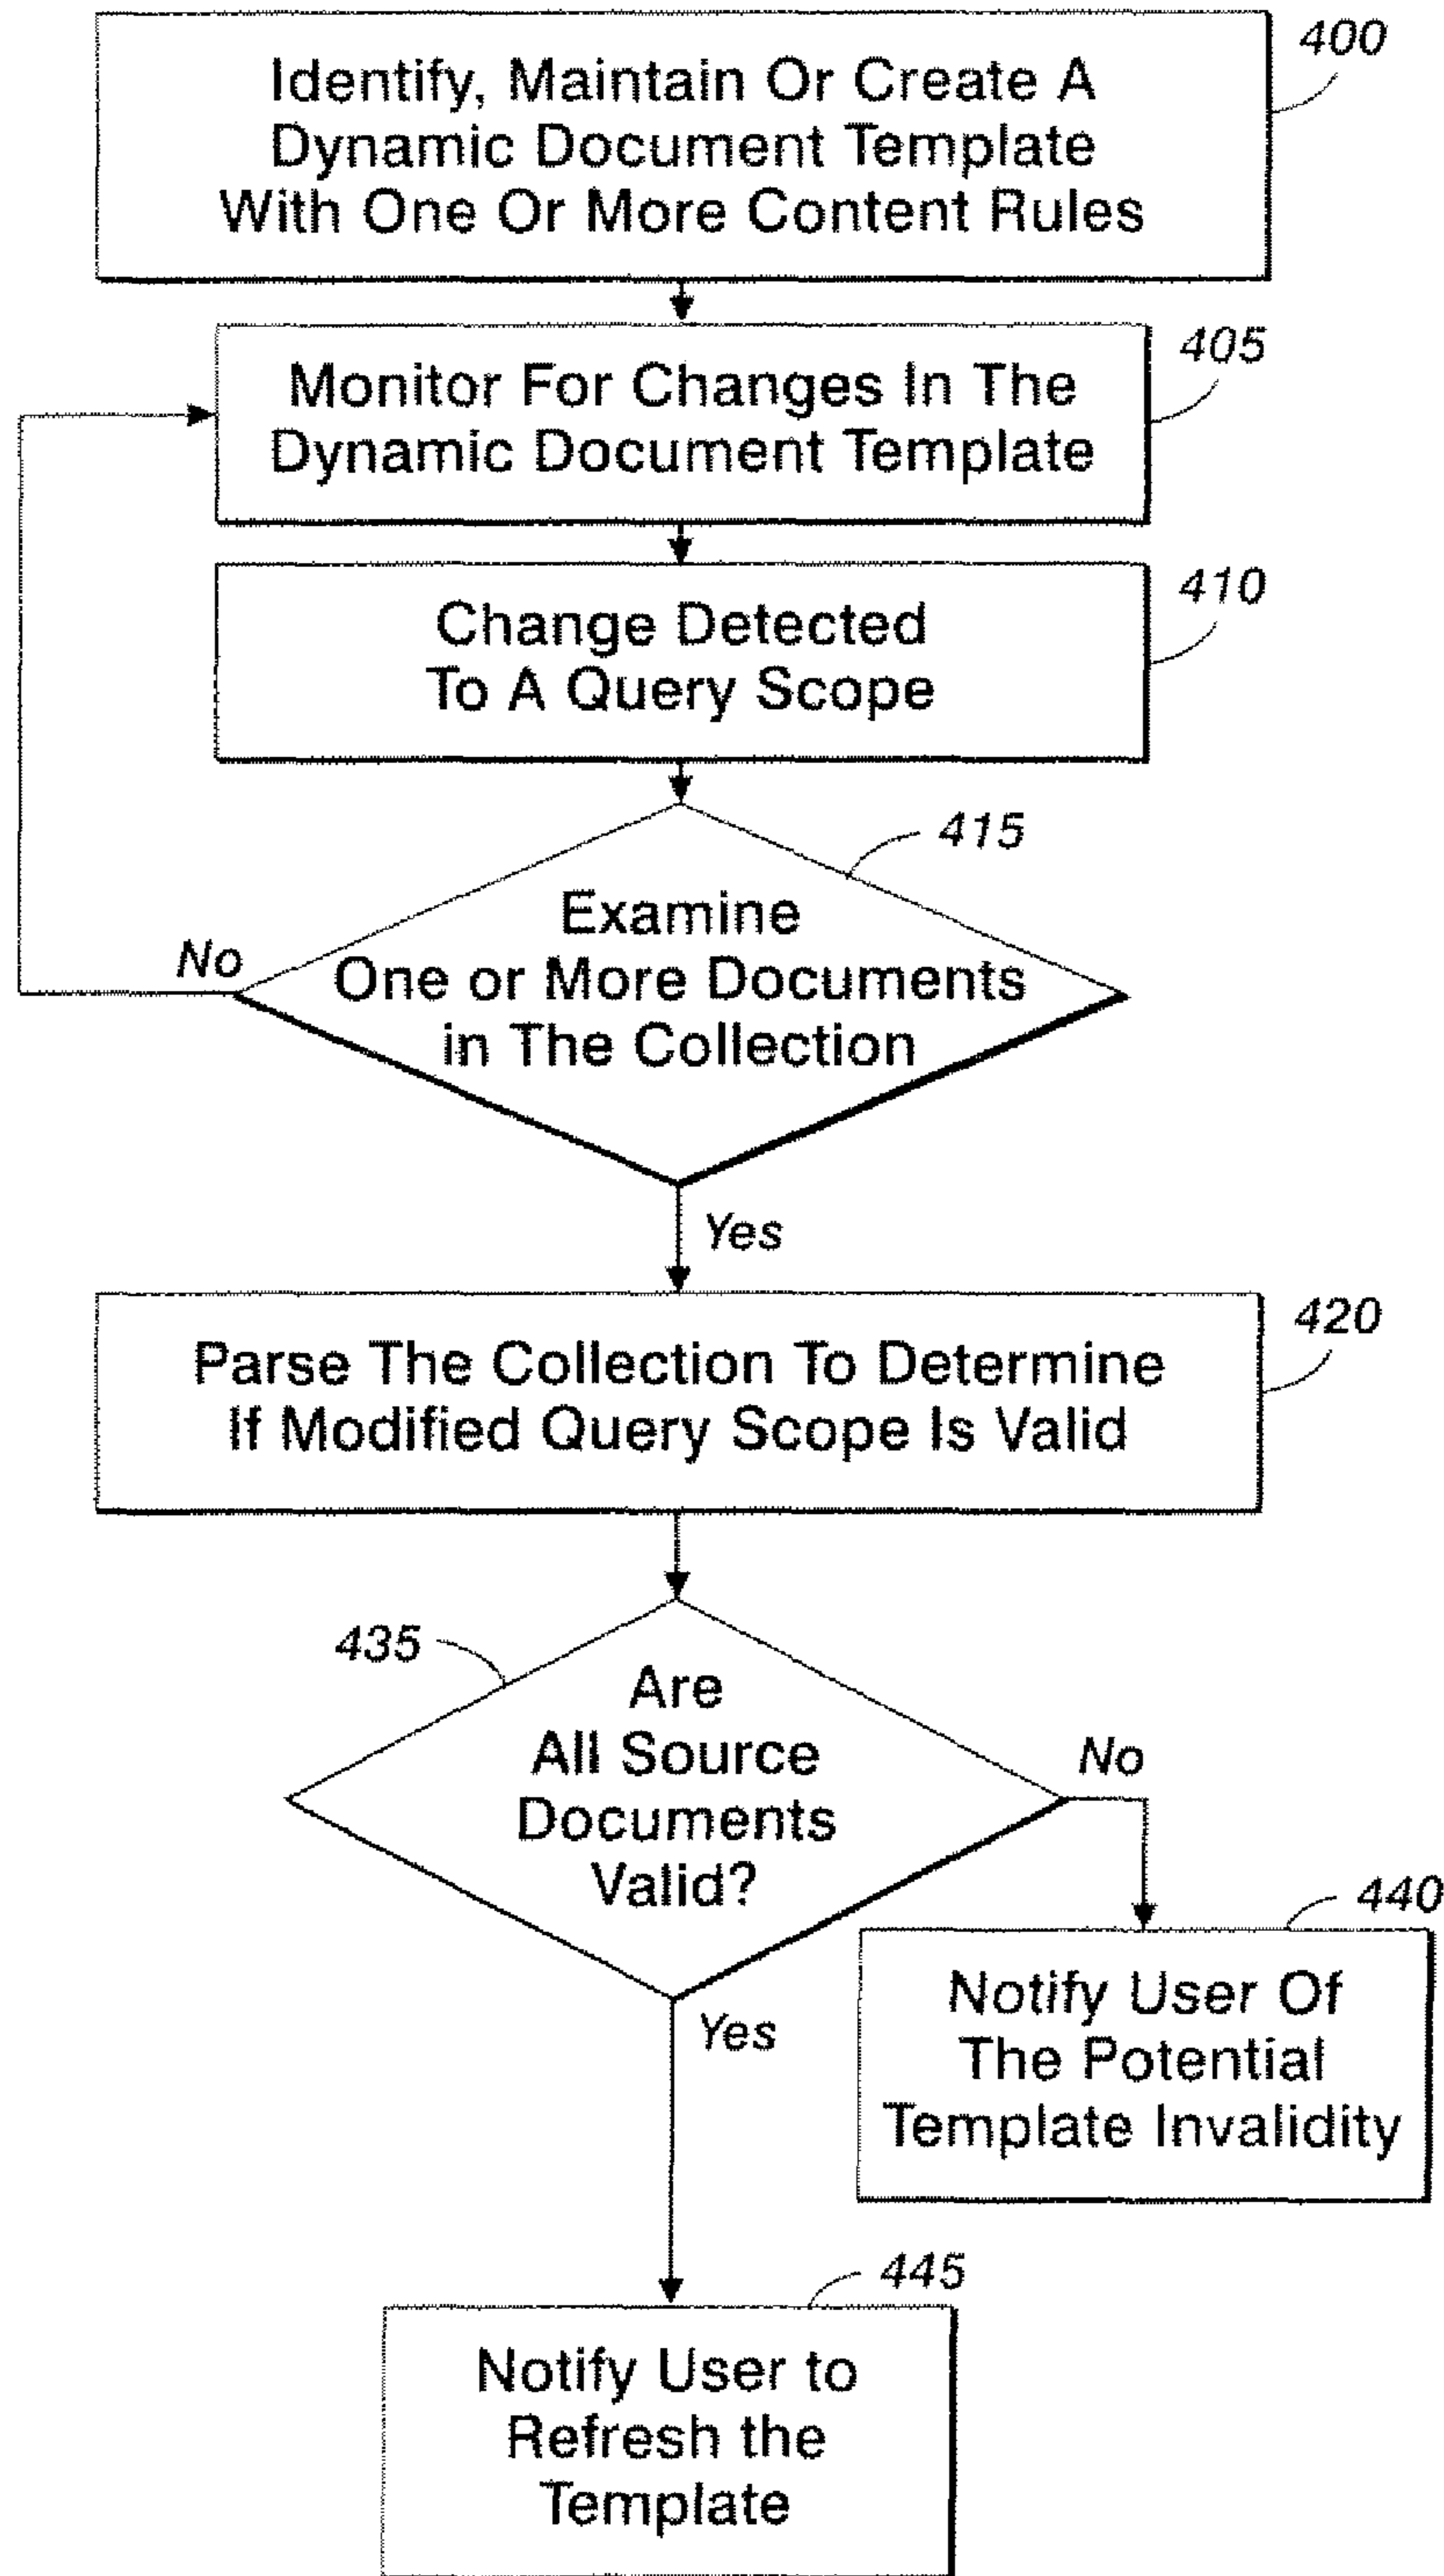 400
Identify, Maintain Or Create A
Dynamic Document Template
With One Or More Content Rules
405
Monitor For Changes In The
Dynamic Document Template
410
Change Detected
To A Query Scope
415
Examine
One or More Documents
in The Collection
No
Yes
420
Parse The Collection To Determine
If Modified Query Scope Is Valid
435
Are
All Source
Documents
Valid?
No
Yes
440
Notify User Of
The Potential
Template Invalidity
445
Notify User to
Refresh the
Template